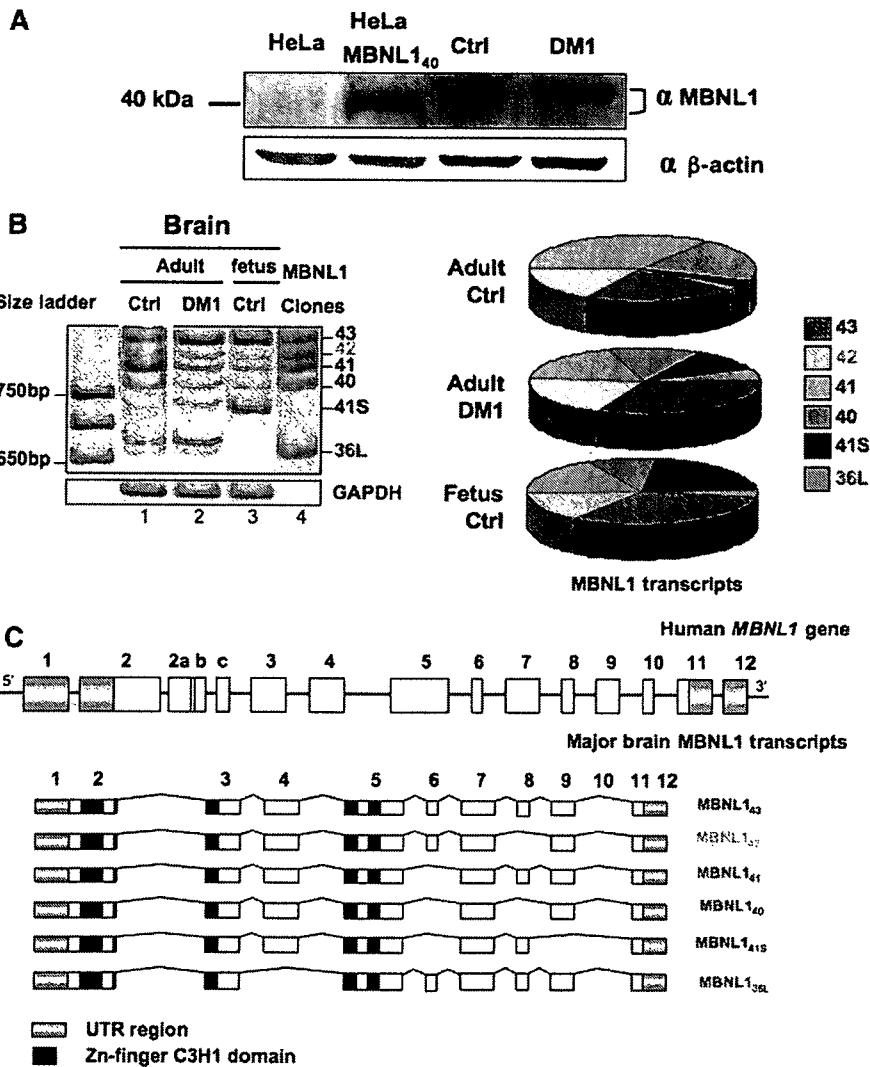 A
HeLa
HeLa
MBNL1₄₀
Ctrl
DM1
40 kDa
α MBNL1
α β-actin
B
Brain
Adult
fetus
MBNL1
Size ladder
Ctrl
DM1
Ctrl
Clones
43
42
41
40
41S
36L
750bp
650bp
GAPDH
1 2 3 4
Adult
Ctrl
Adult
DM1
Fetus
Ctrl
43
42
41
40
41S
36L
MBNL1 transcripts
C
Human MBNL1 gene
1 2 2a b c 3 4 5 6 7 8 9 10 11 12
5' 3'
Major brain MBNL1 transcripts
1 2 3 4 5 6 7 8 9 10 11 12
MBNL1₄₃
MBNL1₄₂
MBNL1₄₁
MBNL1₄₀
MBNL1₄₁S
MBNL1₃₆L
UTR region
Zn-finger C3H1 domain